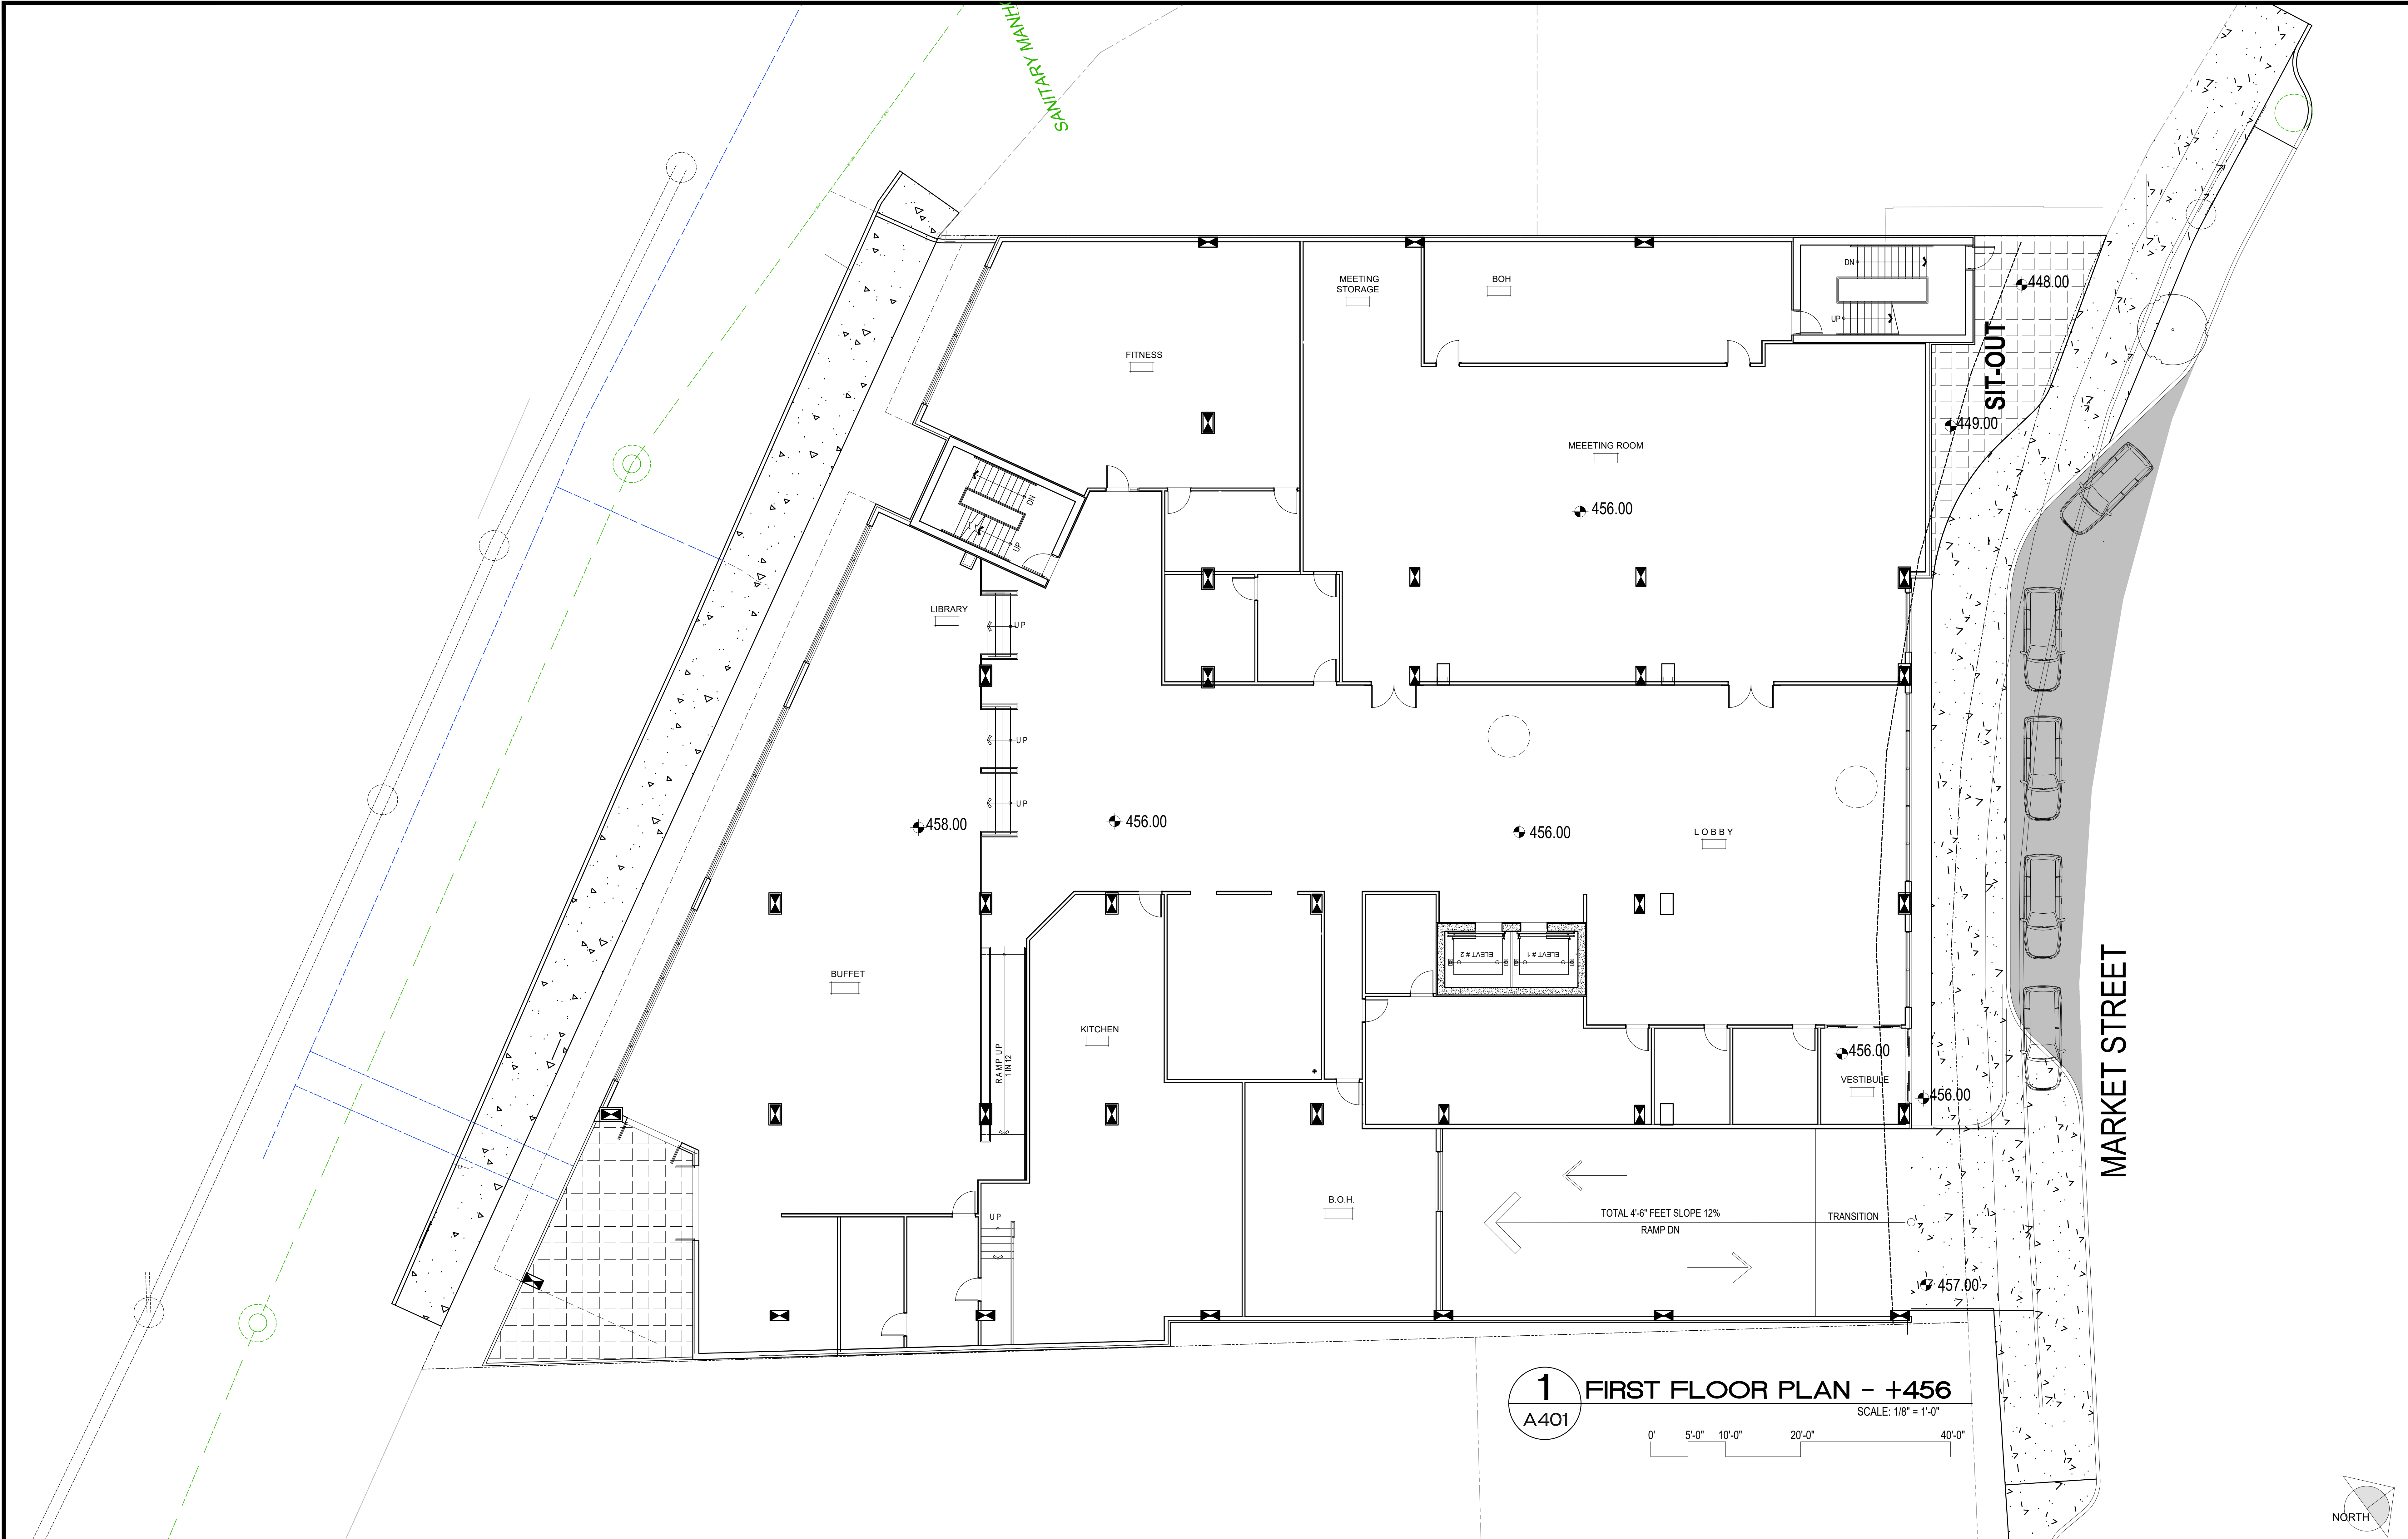 SANITARY MANH
MEETING
STORAGE
BOH
DN
UP
448.00
SIT-OUT
449.00
FITNESS
MEEETING ROOM
456.00
DN
UP
LIBRARY
UP
UP
UP
458.00
456.00
456.00
LOBBY
ELEVT # 2
ELEVT # 1
BUFFET
KITCHEN
RAMP UP
1 IN 12
456.00
VESTIBULE
456.00
MARKET STREET
B.O.H.
UP
TOTAL 4'-6" FEET SLOPE 12%
RAMP DN
TRANSITION
457.00
1
A401
FIRST FLOOR PLAN - +456
SCALE: 1/8" = 1'-0"
0' 5'-0" 10'-0" 20'-0" 40'-0"
NORTH